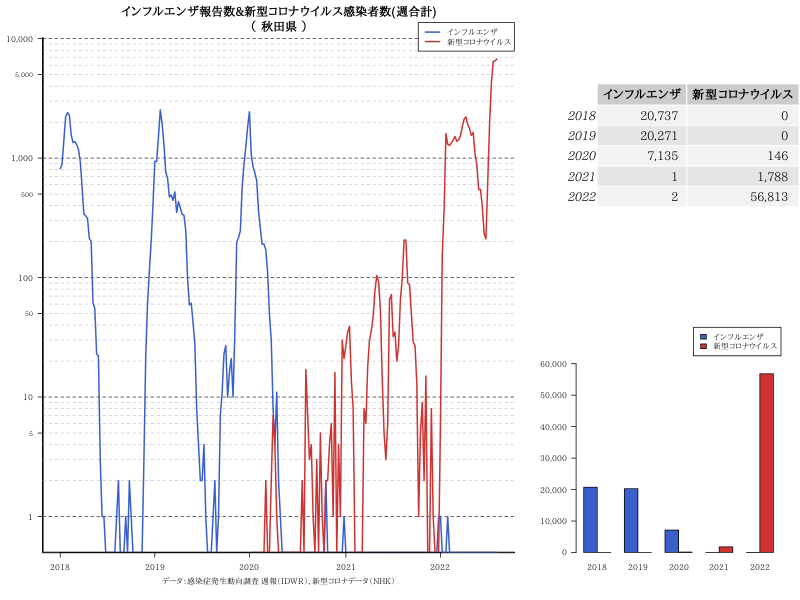 インフルエンザ報告数&新型コロナウイルス感染者数(週合計)
( 秋田県 )
インフルエンザ
新型コロナウイルス
10,000
5,000
1,000
500
100
50
10
5
1
2018 2019 2020 2021 2022
データ：感染症発生動向調査 週報(IDWR)、新型コロナデータ(NHK)
インフルエンザ 新型コロナウイルス
2018 20,737 0
2019 20,271 0
2020 7,135 146
2021 1 1,788
2022 2 56,813
インフルエンザ
新型コロナウイルス
60,000
50,000
40,000
30,000
20,000
10,000
0
2018 2019 2020 2021 2022